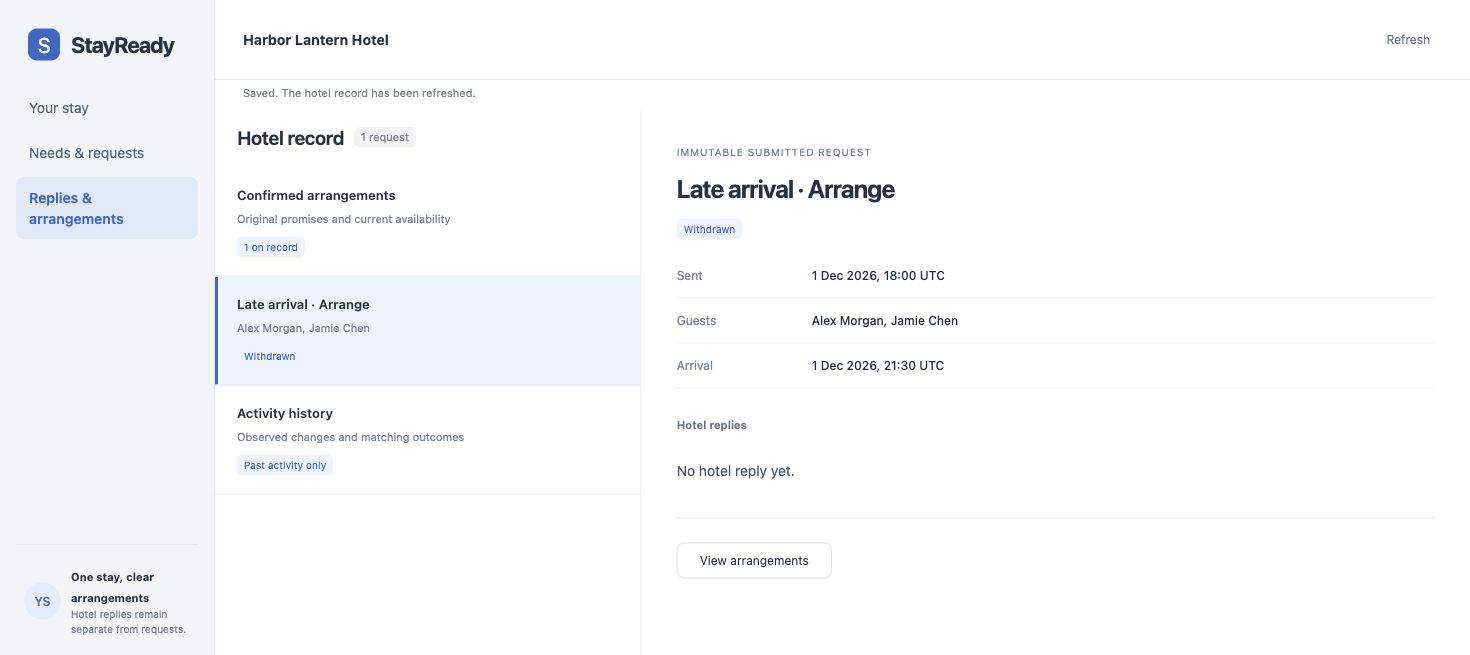 S StayReady
Your stay
Needs & requests
Replies &
arrangements
YS
One stay, clear
arrangements
Hotel replies remain
separate from requests.
Harbor Lantern Hotel
Refresh
Saved. The hotel record has been refreshed.
Hotel record 1 request
Confirmed arrangements
Original promises and current availability
1 on record
Late arrival · Arrange
Alex Morgan, Jamie Chen
Withdrawn
Activity history
Observed changes and matching outcomes
Past activity only
IMMUTABLE SUBMITTED REQUEST
Late arrival · Arrange
Withdrawn
Sent 1 Dec 2026, 18:00 UTC
Guests Alex Morgan, Jamie Chen
Arrival 1 Dec 2026, 21:30 UTC
Hotel replies
No hotel reply yet.
View arrangements